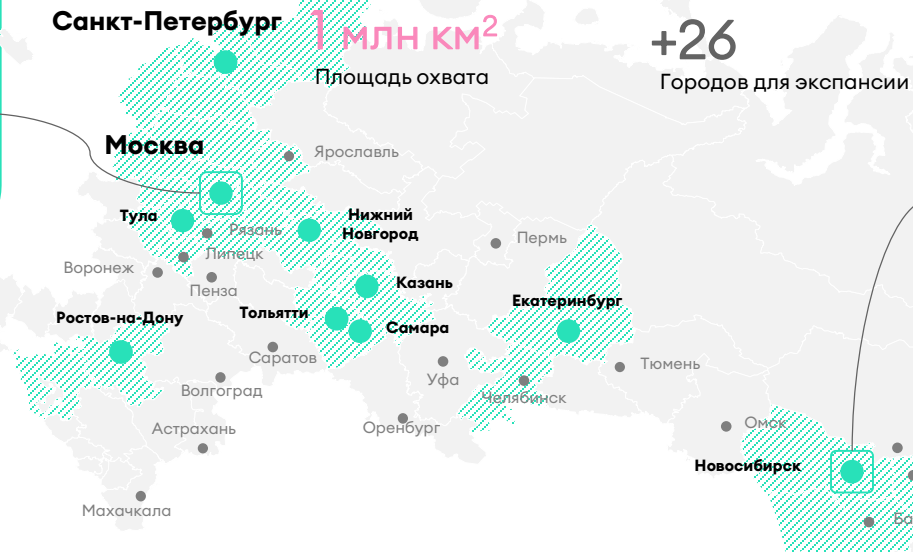 Санкт-Петербург
1 млн км²
Площадь охвата
+26
Городов для экспансии
Москва
Ярославль
Тула
Рязань
Нижний
Новгород
Липецк
Воронеж
Пенза
Пермь
Казань
Екатеринбург
Ростов-на-Дону
Тольятти
Самара
Саратов
Уфа
Тюмень
Волгоград
Челябинск
Астрахань
Оренбург
Омск
Новосибирск
Махачкала
Ба